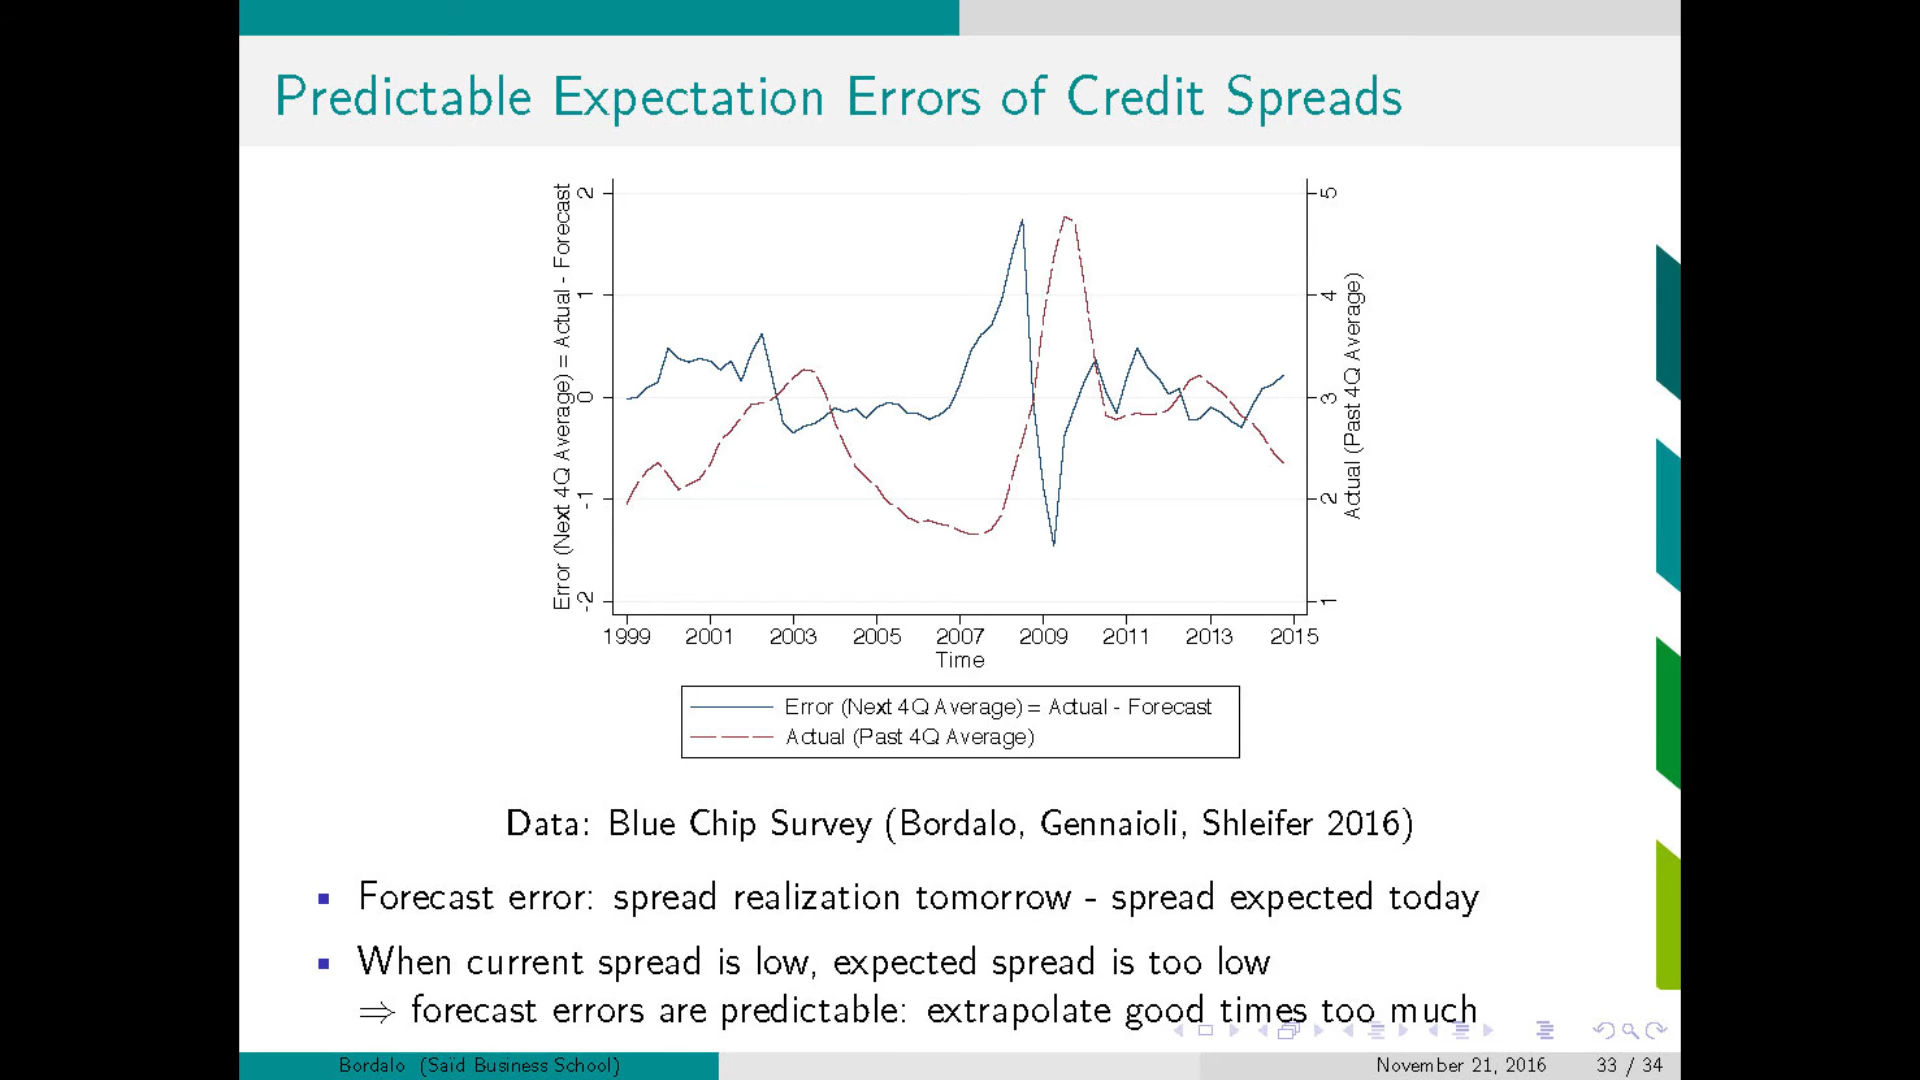 Predictable Expectation Errors of Credit Spreads
Error (Next 4Q Average) = Actual - Forecast
2
1
0
-1
-2
5
4
3
2
1
Actual (Past 4Q Average)
1999 2001 2003 2005 2007 2009 2011 2013 2015
Time
Error (Next 4Q Average) = Actual - Forecast
Actual (Past 4Q Average)
Data: Blue Chip Survey (Bordalo, Gennaioli, Shleifer 2016)
Forecast error: spread realization tomorrow - spread expected today
When current spread is low, expected spread is too low
⇒ forecast errors are predictable: extrapolate good times too much
Bordalo (Saïd Business School) November 21, 2016 33 / 34